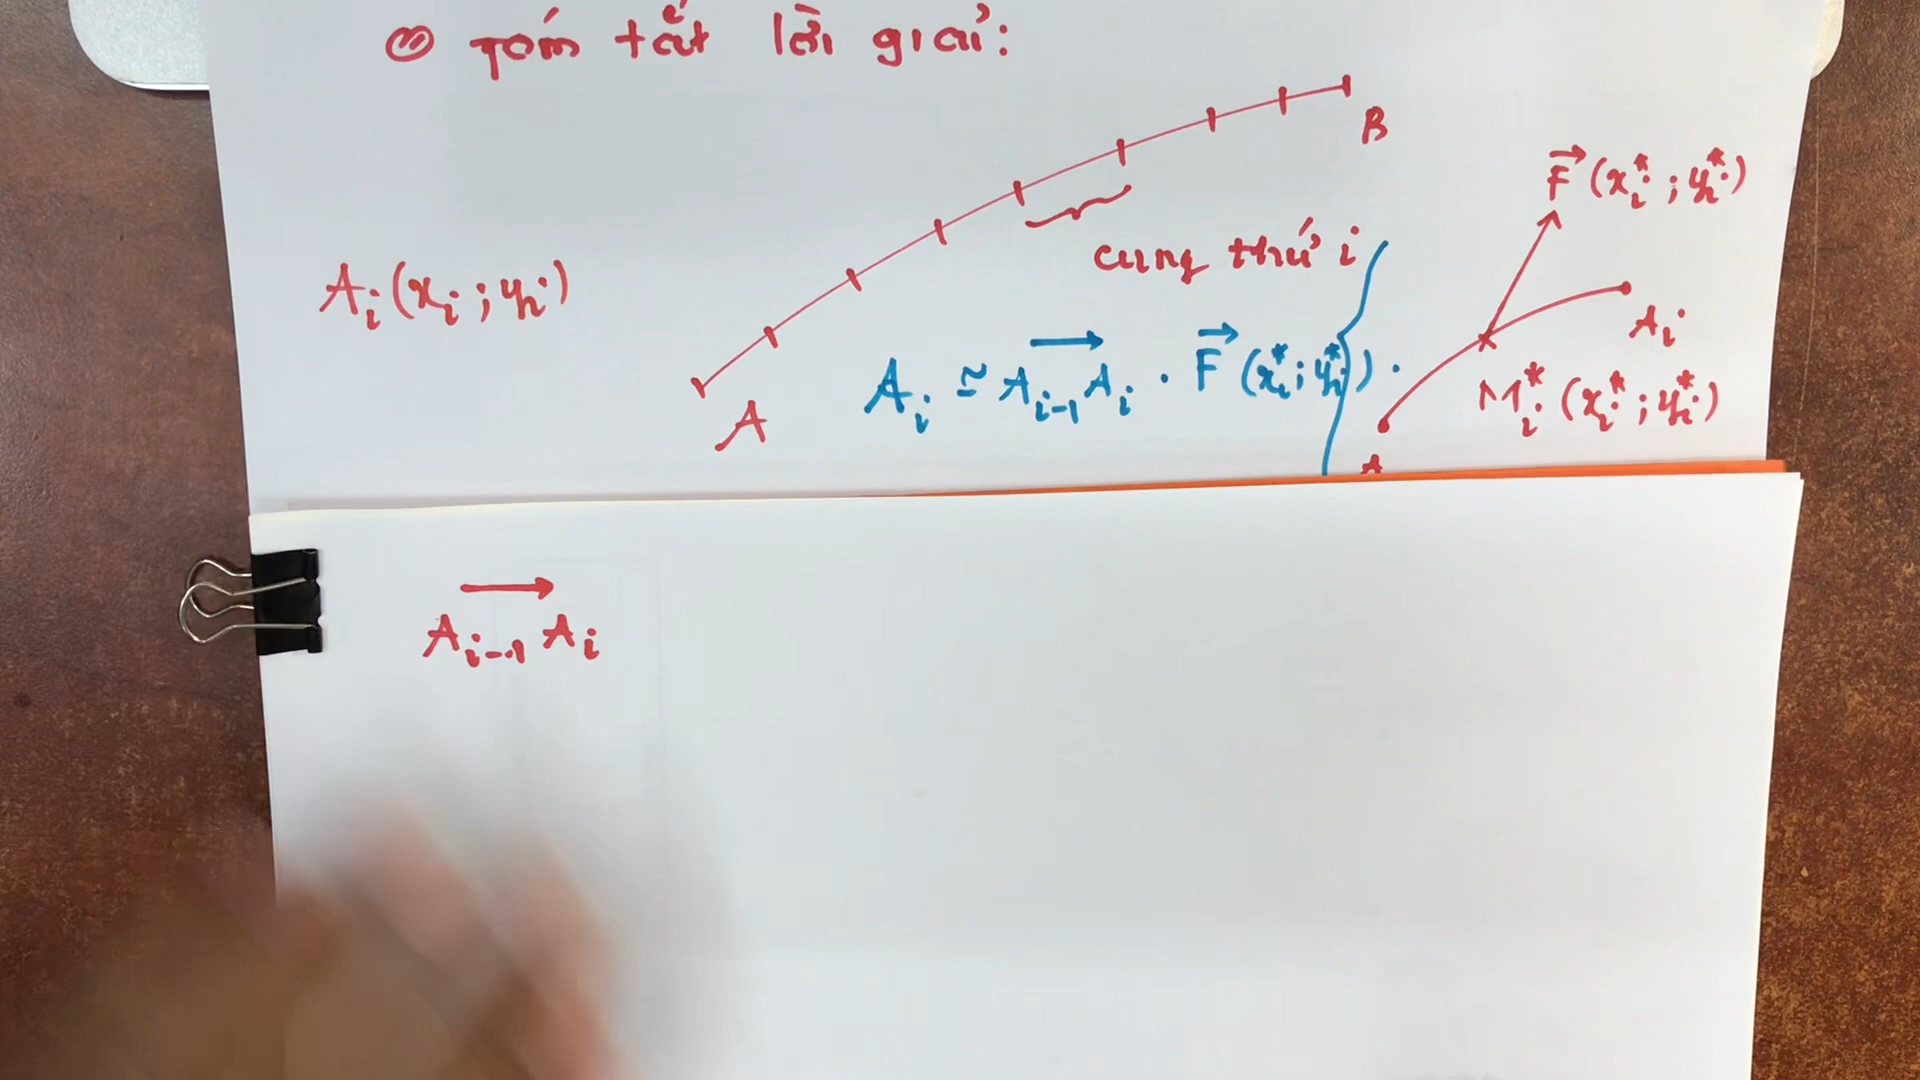 Tóm tắt lời giải:
B
F⃗ (xᵢ*; yᵢ*)
cung thứ i
Aᵢ(xᵢ; yᵢ)
Aᵢ
Aᵢ ≃ A⃗ᵢ₋₁Aᵢ · F⃗ (xᵢ*; yᵢ*).
Mᵢ* (xᵢ*; yᵢ*)
A
Aᵢ₋₁Aᵢ